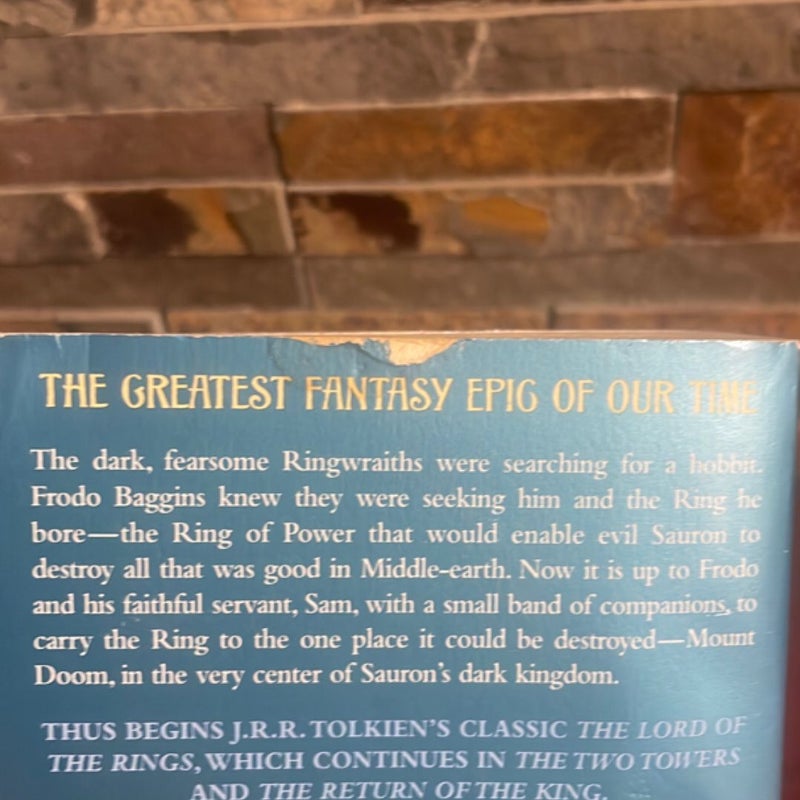 THE GREATEST FANTASY EPIC OF OUR TIME
The dark, fearsome Ringwraiths were searching for a hobbit.
Frodo Baggins knew they were seeking him and the Ring he
bore—the Ring of Power that would enable evil Sauron to
destroy all that was good in Middle-earth. Now it is up to Frodo
and his faithful servant, Sam, with a small band of companions, to
carry the Ring to the one place it could be destroyed—Mount
Doom, in the very center of Sauron's dark kingdom.
THUS BEGINS J.R.R. TOLKIEN'S CLASSIC THE LORD OF
THE RINGS, WHICH CONTINUES IN THE TWO TOWERS
AND THE RETURN OF THE KING.